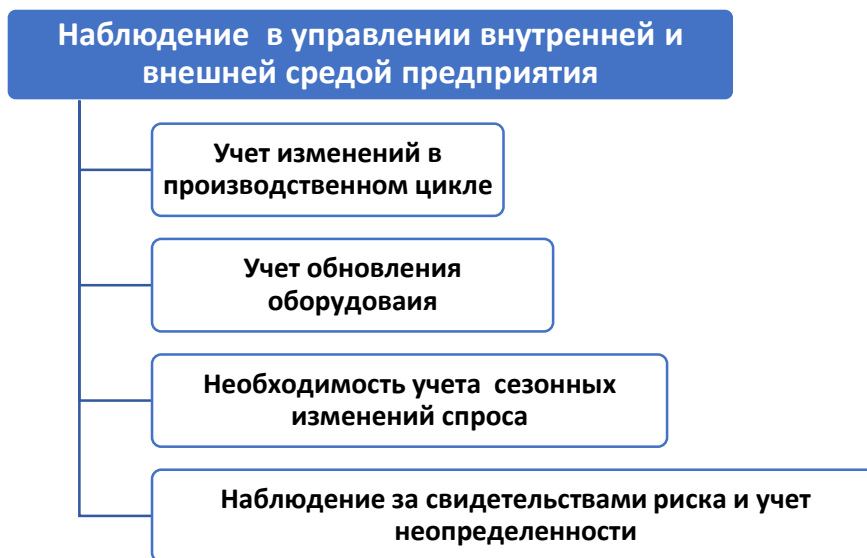 Наблюдение в управлении внутренней и
внешней средой предприятия
Учет изменений в
производственном цикле
Учет обновления
оборудоваия
Необходимость учета сезонных
изменений спроса
Наблюдение за свидетельствами риска и учет
неопределенности